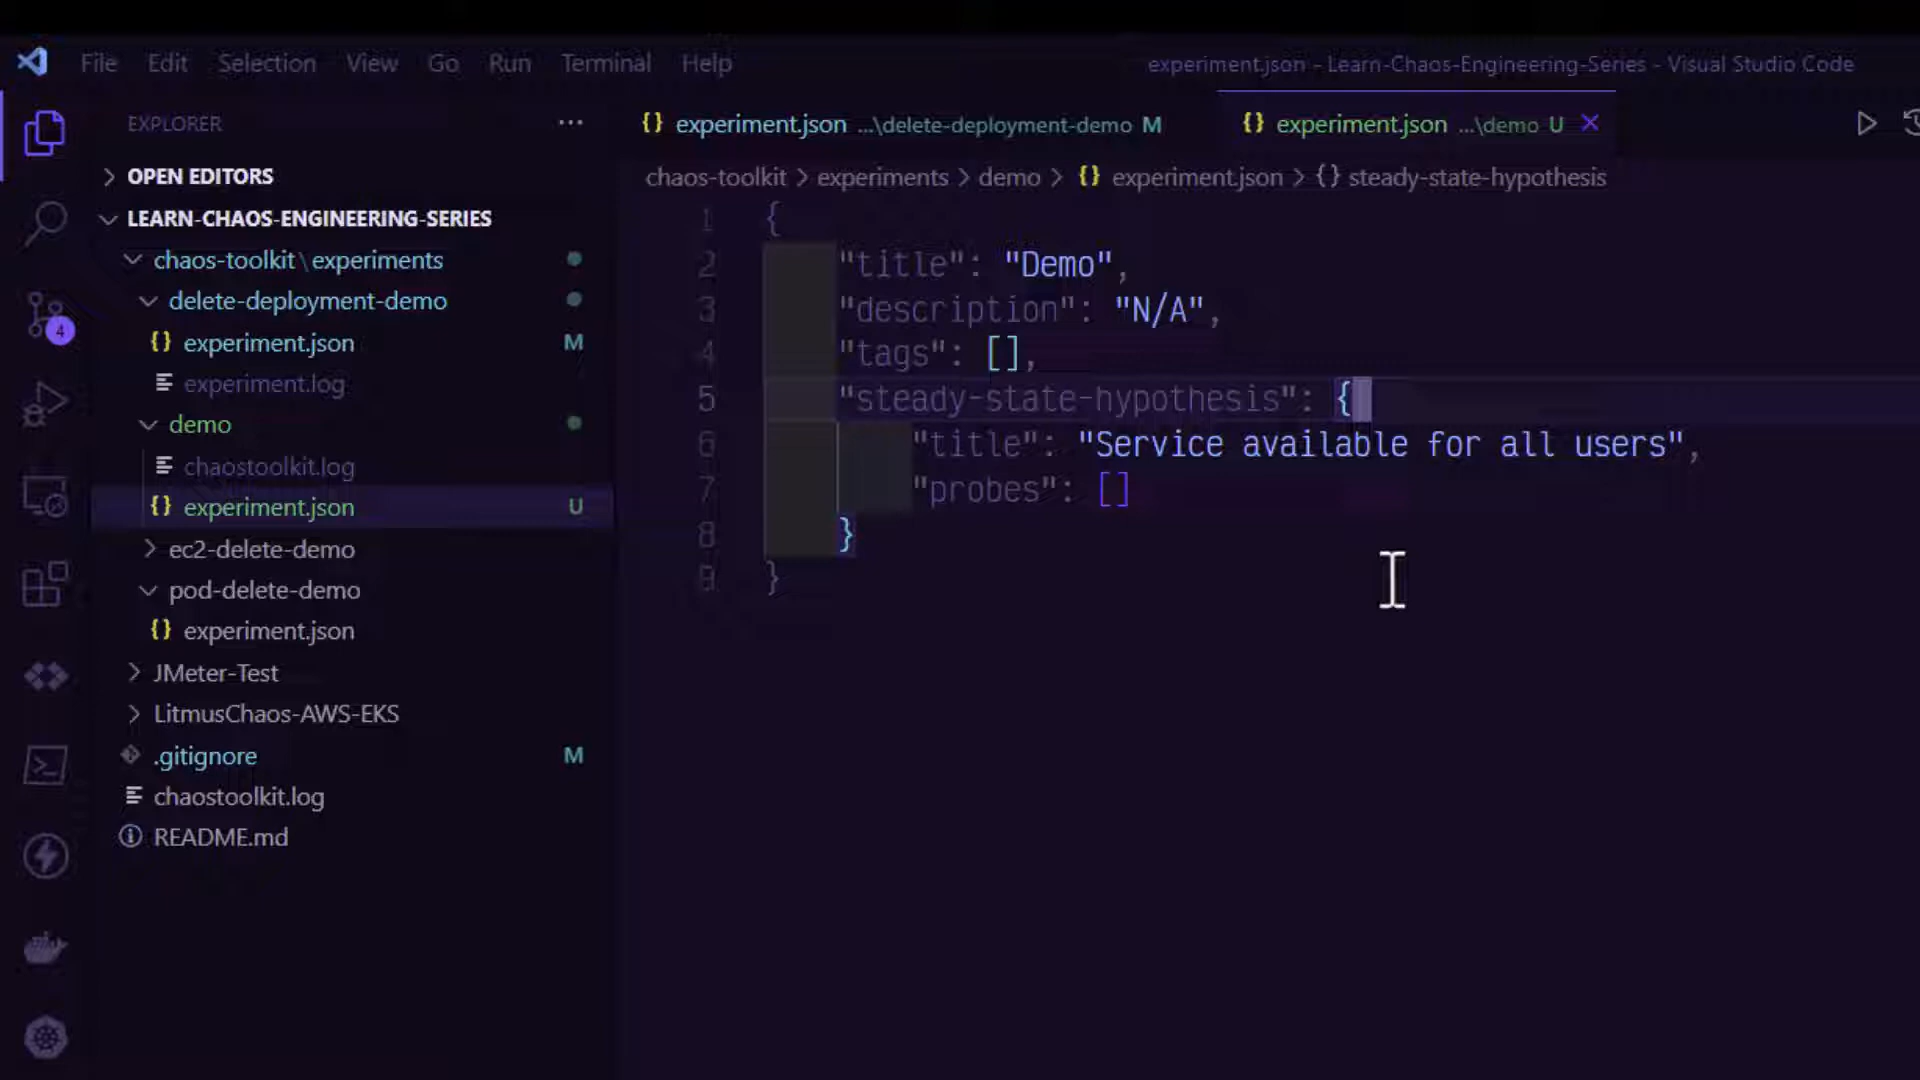 File Edit Selection View Go Run Terminal Help
experiment.json - Learn-Chaos-Engineering-Series - Visual Studio Code
EXPLORER ...
OPEN EDITORS
LEARN-CHAOS-ENGINEERING-SERIES
chaos-toolkit\experiments
delete-deployment-demo
{} experiment.json M
experiment.log
demo
chaostoolkit.log
{} experiment.json U
ec2-delete-demo
pod-delete-demo
{} experiment.json
JMeter-Test
LitmusChaos-AWS-EKS
.gitignore M
chaostoolkit.log
README.md
4
{} experiment.json ...\delete-deployment-demo M
{} experiment.json ...\demo U
chaos-toolkit > experiments > demo > {} experiment.json > {} steady-state-hypothesis
1 {
2 "title": "Demo",
3 "description": "N/A",
4 "tags": [],
5 "steady-state-hypothesis": {
6 "title": "Service available for all users",
7 "probes": []
8 }
9 }